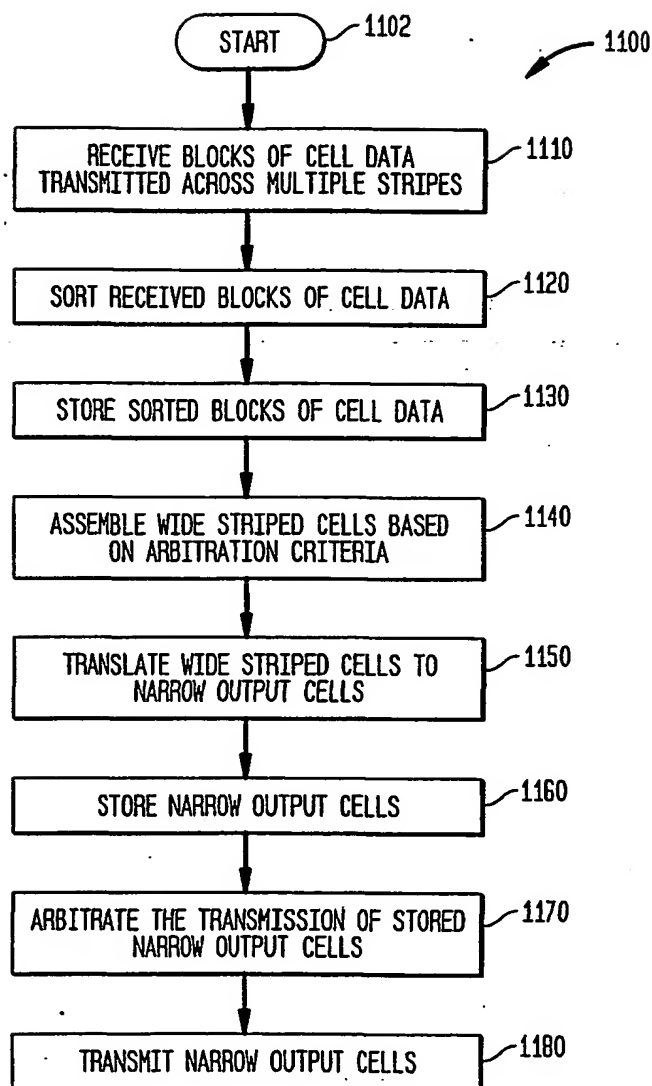 START
1102
1100
RECEIVE BLOCKS OF CELL DATA
TRANSMITTED ACROSS MULTIPLE STRIPES
1110
SORT RECEIVED BLOCKS OF CELL DATA
1120
STORE SORTED BLOCKS OF CELL DATA
1130
ASSEMBLE WIDE STRIPED CELLS BASED
ON ARBITRATION CRITERIA
1140
TRANSLATE WIDE STRIPED CELLS TO
NARROW OUTPUT CELLS
1150
STORE NARROW OUTPUT CELLS
1160
ARBITRATE THE TRANSMISSION OF STORED
NARROW OUTPUT CELLS
1170
TRANSMIT NARROW OUTPUT CELLS
1180